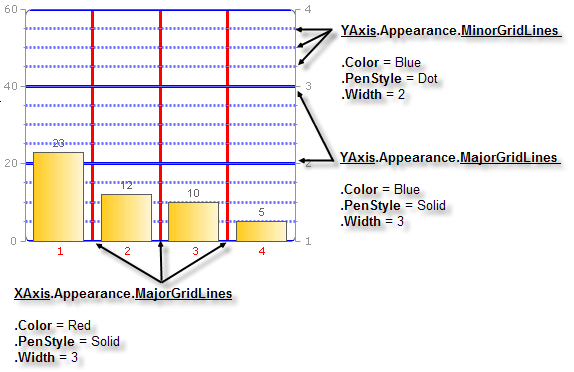 60
4
YAxis.Appearance.MinorGridLines
.Color = Blue
.PenStyle = Dot
.Width = 2
40
3
YAxis.Appearance.MajorGridLines
.Color = Blue
.PenStyle = Solid
.Width = 3
20
2
23
12
10
5
0
1
1 2 3 4
XAxis.Appearance.MajorGridLines
.Color = Red
.PenStyle = Solid
.Width = 3